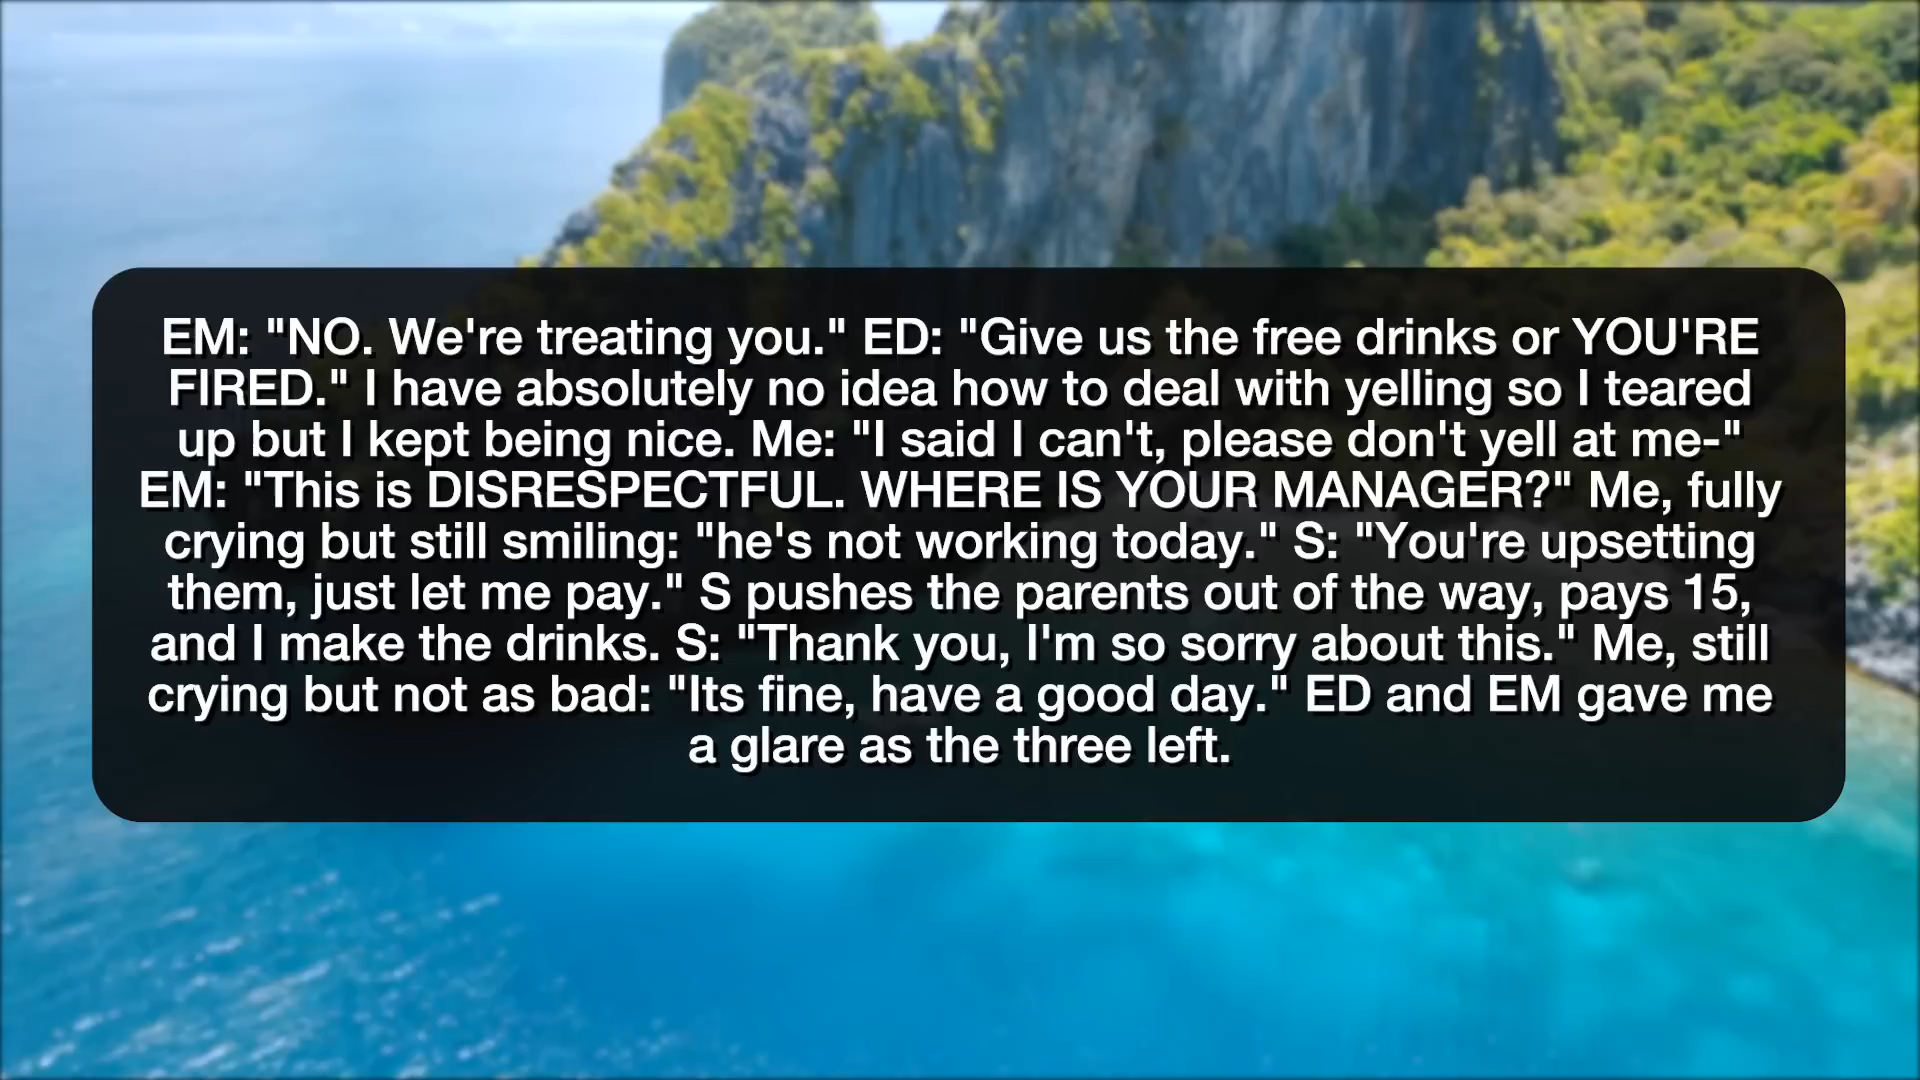 EM: "NO. We're treating you." ED: "Give us the free drinks or YOU'RE
FIRED." I have absolutely no idea how to deal with yelling so I teared
up but I kept being nice. Me: "I said I can't, please don't yell at me-"
EM: "This is DISRESPECTFUL. WHERE IS YOUR MANAGER?" Me, fully
crying but still smiling: "he's not working today." S: "You're upsetting
them, just let me pay." S pushes the parents out of the way, pays 15,
and I make the drinks. S: "Thank you, I'm so sorry about this." Me, still
crying but not as bad: "Its fine, have a good day." ED and EM gave me
a glare as the three left.